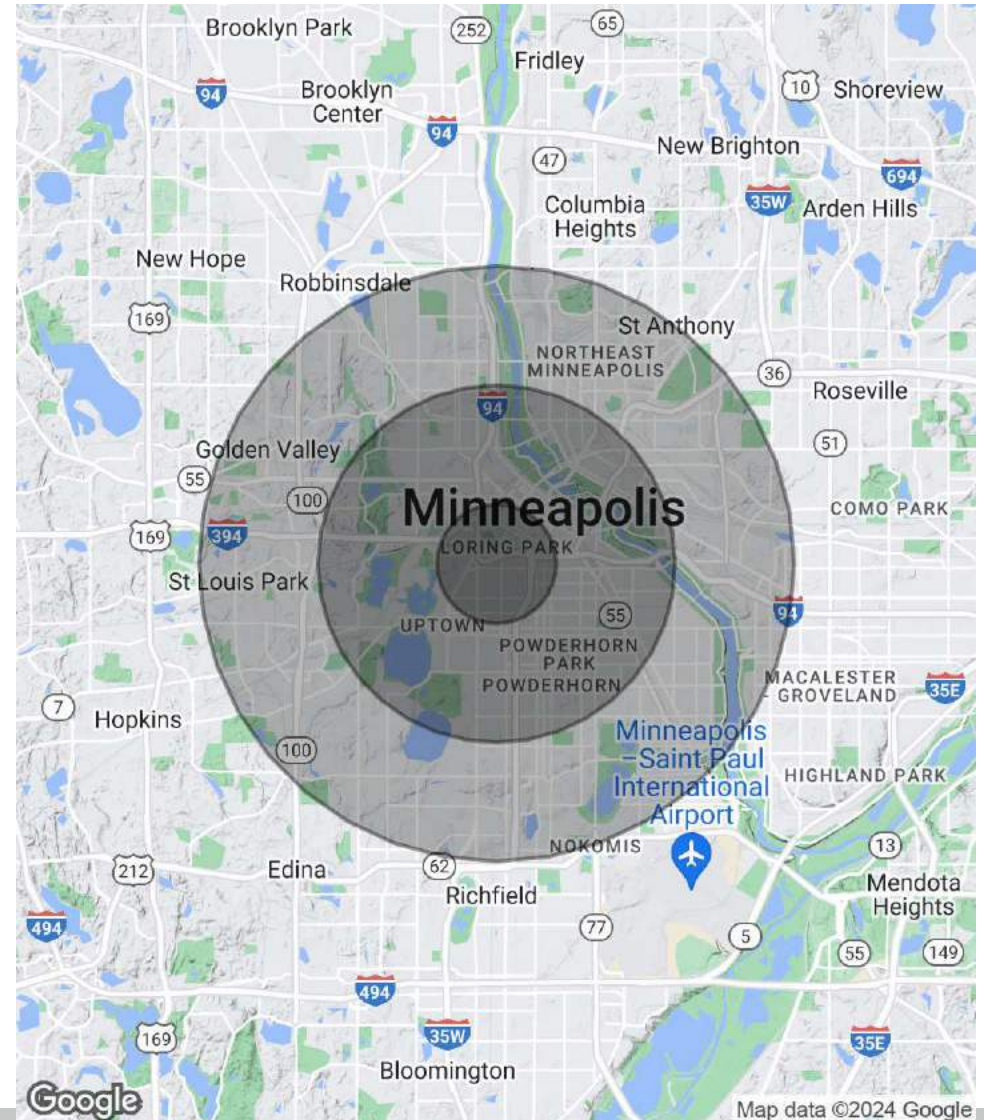 Brooklyn Park
252
65
Fridley
94
Brooklyn
Center
10
Shoreview
94
New Brighton
47
694
35W
Arden Hills
Columbia
Heights
New Hope
Robbinsdale
169
St Anthony
NORTHEAST
MINNEAPOLIS
36
Roseville
94
Golden Valley
51
55
100
Minneapolis
COMO PARK
169
394
LORING PARK
St Louis Park
94
55
UPTOWN
POWDERHORN
PARK
POWDERHORN
MACALESTER
- GROVELAND
35E
7
Hopkins
100
Minneapolis
–Saint Paul
International
Airport
HIGHLAND PARK
NOKOMIS
13
62
212
Edina
Richfield
Mendota
Heights
494
77
5
55
149
494
169
35W
35E
Bloomington
Google
Map data ©2024 Google